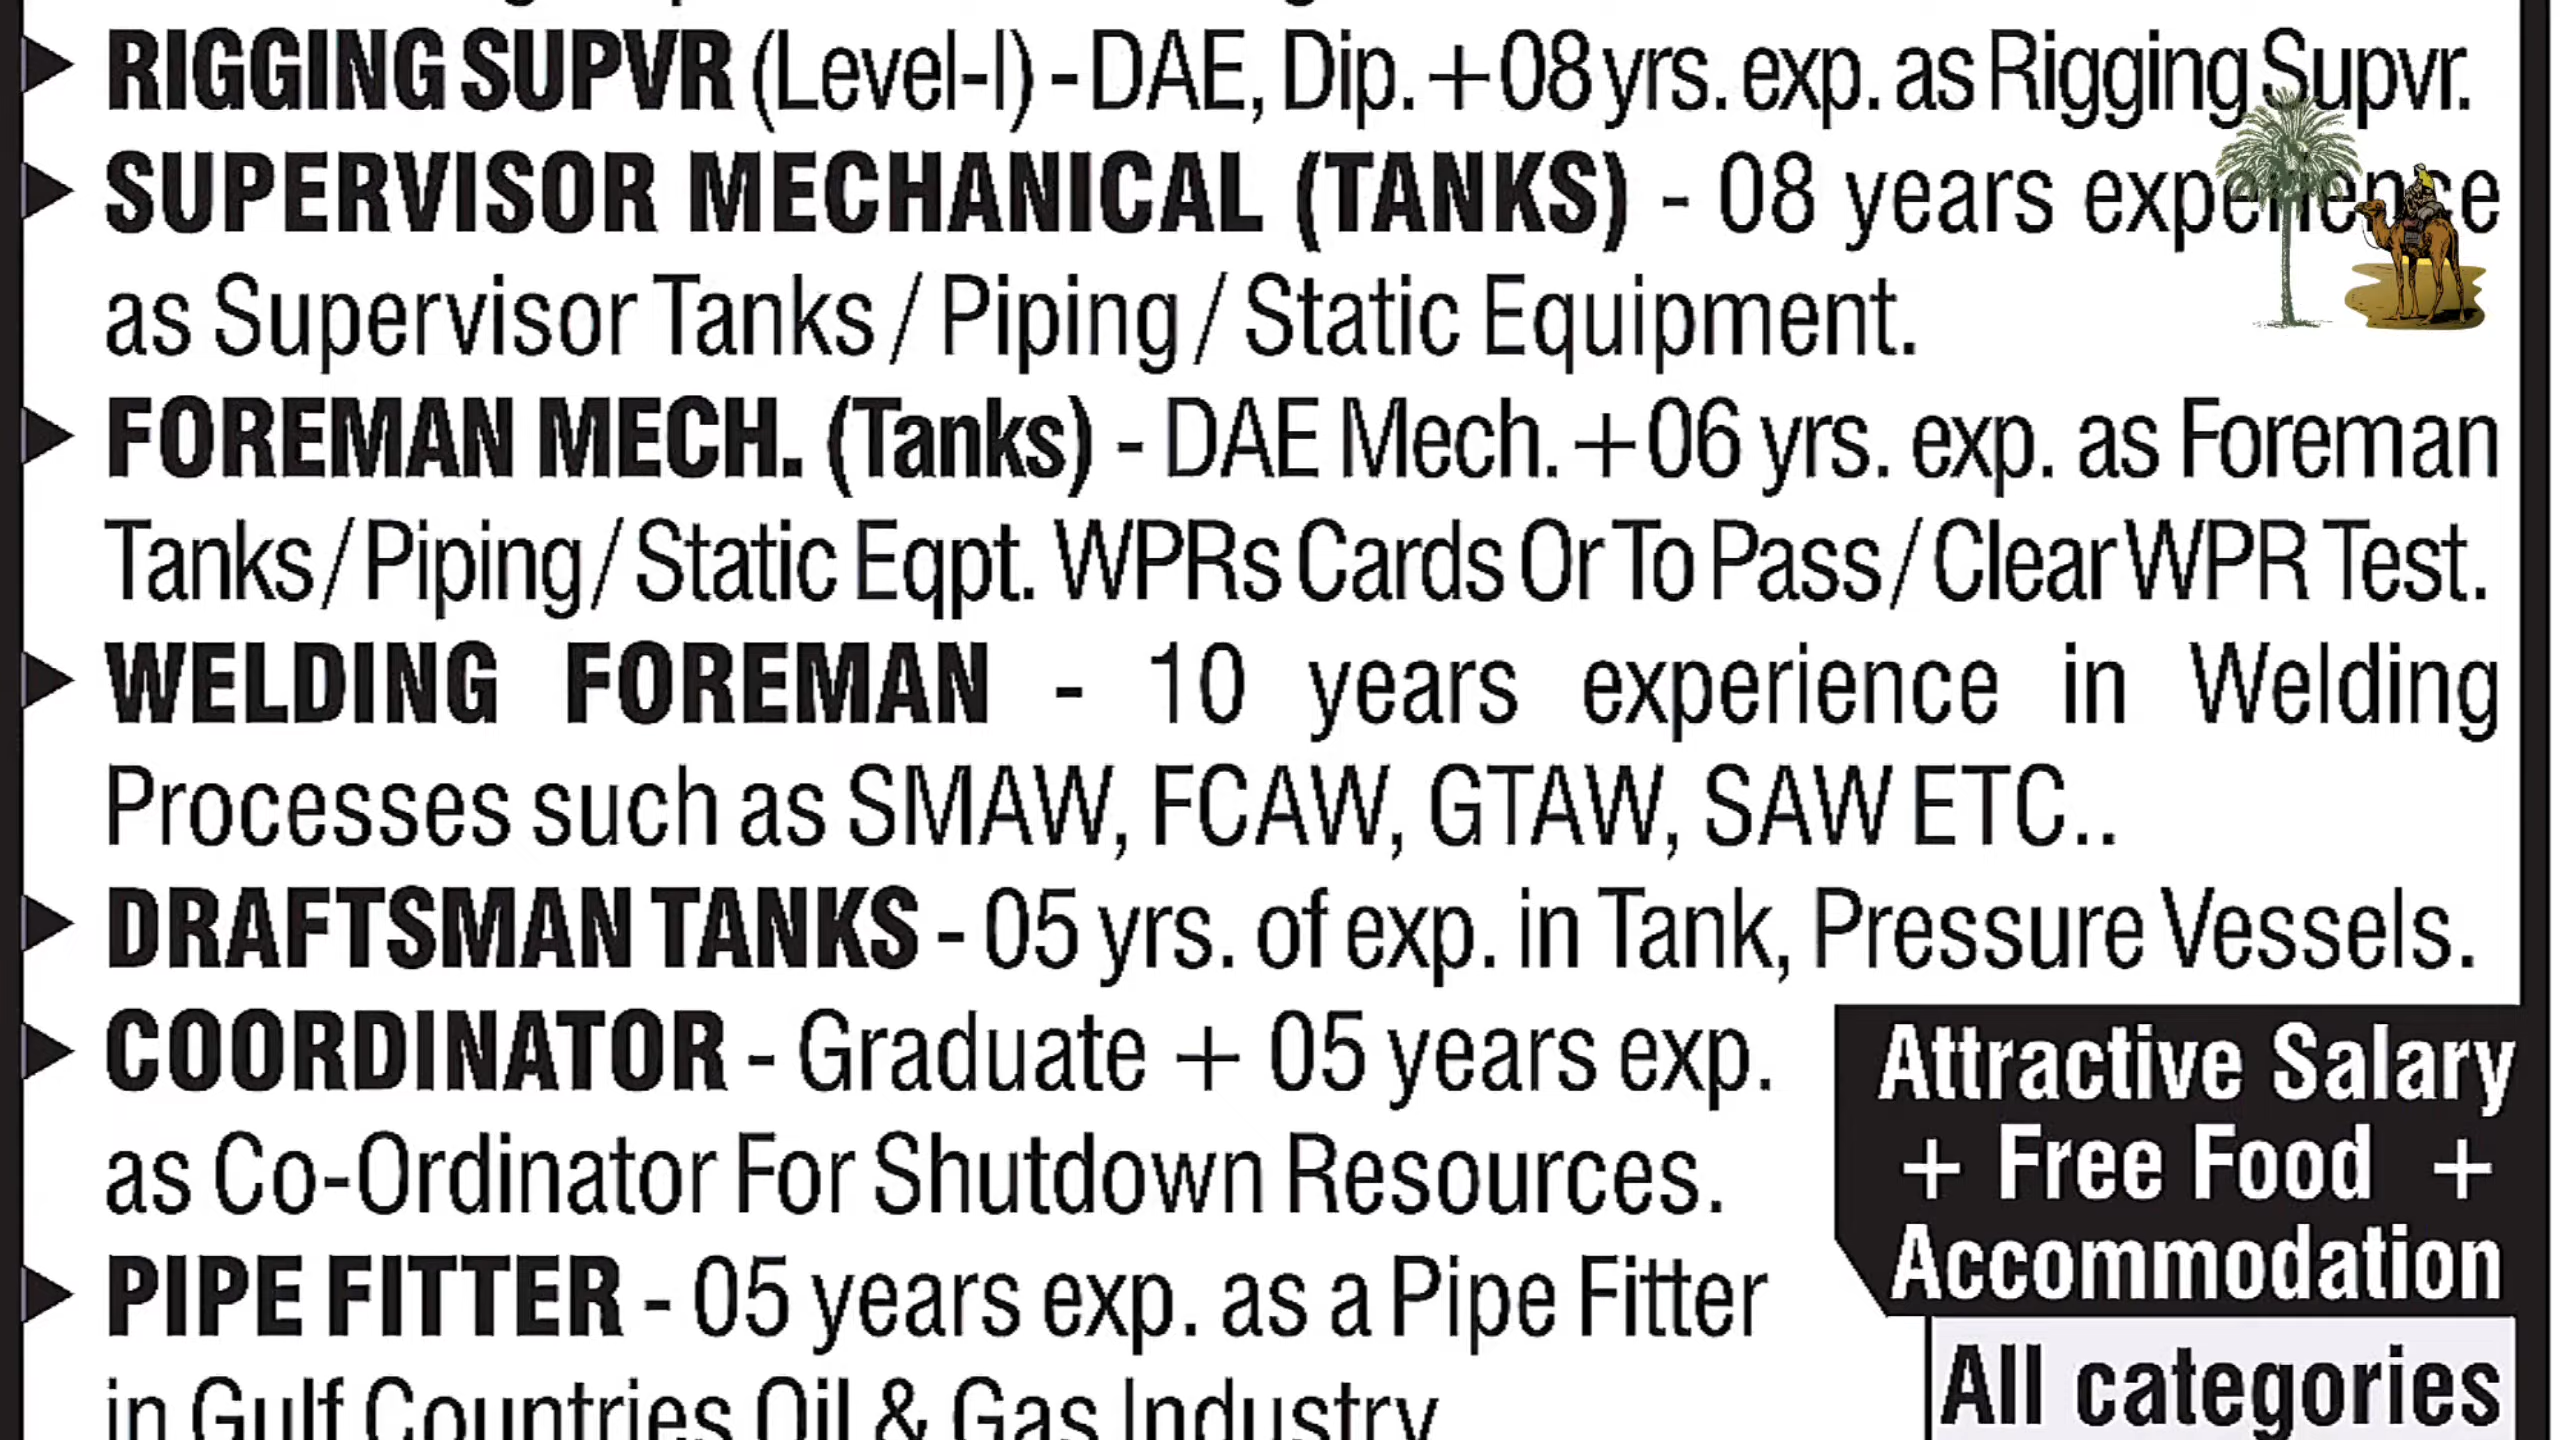 RIGGING SUPVR (Level-I) - DAE, Dip. +08 yrs. exp. as Rigging Supvr.
SUPERVISOR MECHANICAL (TANKS) - 08 years experience
as Supervisor Tanks / Piping / Static Equipment.
FOREMAN MECH. (Tanks) - DAE Mech. +06 yrs. exp. as Foreman
Tanks / Piping / Static Eqpt. WPRs Cards Or To Pass / Clear WPR Test.
WELDING FOREMAN - 10 years experience in Welding
Processes such as SMAW, FCAW, GTAW, SAW ETC..
DRAFTSMAN TANKS - 05 yrs. of exp. in Tank, Pressure Vessels.
COORDINATOR - Graduate + 05 years exp.
as Co-Ordinator For Shutdown Resources.
PIPE FITTER - 05 years exp. as a Pipe Fitter
in Gulf Countries Oil & Gas Industry
Attractive Salary
+ Free Food +
Accommodation
All categories